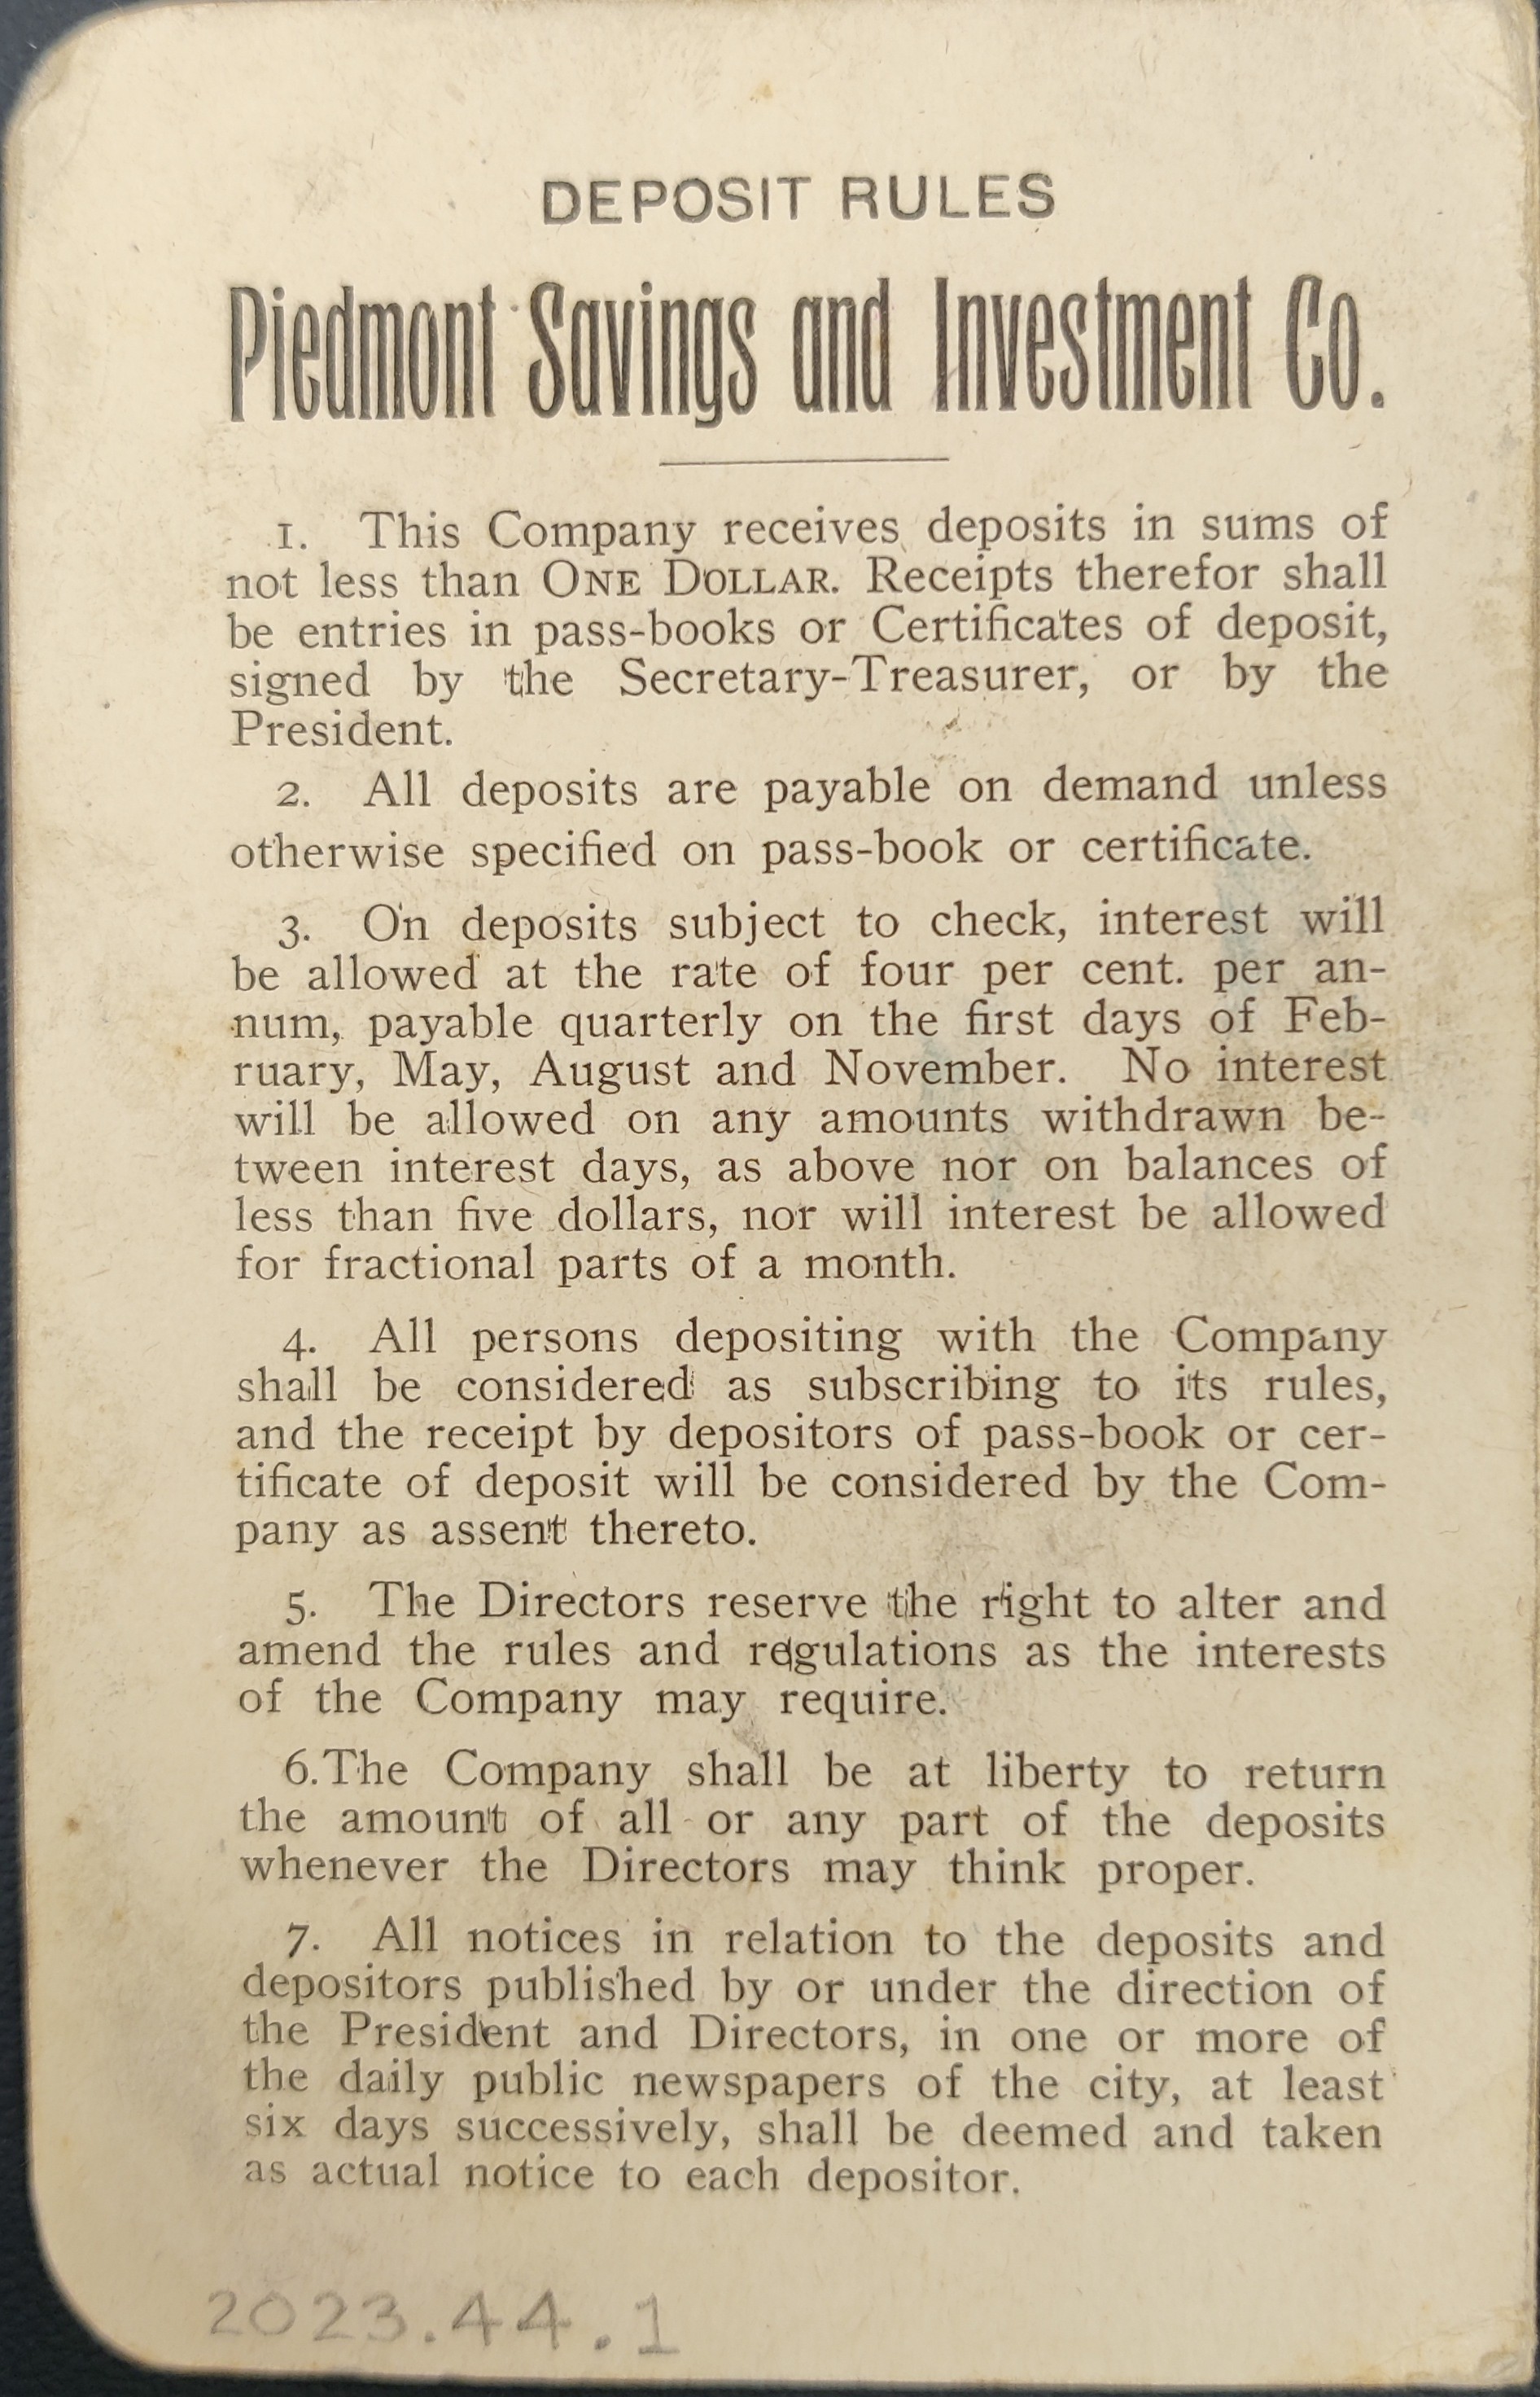 DEPOSIT RULES
Piedmont Savings and Investment Co.
1. This Company receives deposits in sums of
not less than ONE DOLLAR. Receipts therefor shall
be entries in pass-books or Certificates of deposit,
signed by the Secretary-Treasurer, or by the
President.
2. All deposits are payable on demand unless
otherwise specified on pass-book or certificate.
3. On deposits subject to check, interest will
be allowed at the rate of four per cent. per an-
num, payable quarterly on the first days of Feb-
ruary, May, August and November. No interest
will be allowed on any amounts withdrawn be-
tween interest days, as above nor on balances of
less than five dollars, nor will interest be allowed
for fractional parts of a month.
4. All persons depositing with the Company
shall be considered as subscribing to its rules,
and the receipt by depositors of pass-book or cer-
tificate of deposit will be considered by the Com-
pany as assent thereto.
5. The Directors reserve the right to alter and
amend the rules and regulations as the interests
of the Company may require.
6.The Company shall be at liberty to return
the amount of all or any part of the deposits
whenever the Directors may think proper.
7. All notices in relation to the deposits and
depositors published by or under the direction of
the President and Directors, in one or more of
the daily public newspapers of the city, at least
six days successively, shall be deemed and taken
as actual notice to each depositor.
2023.44.1